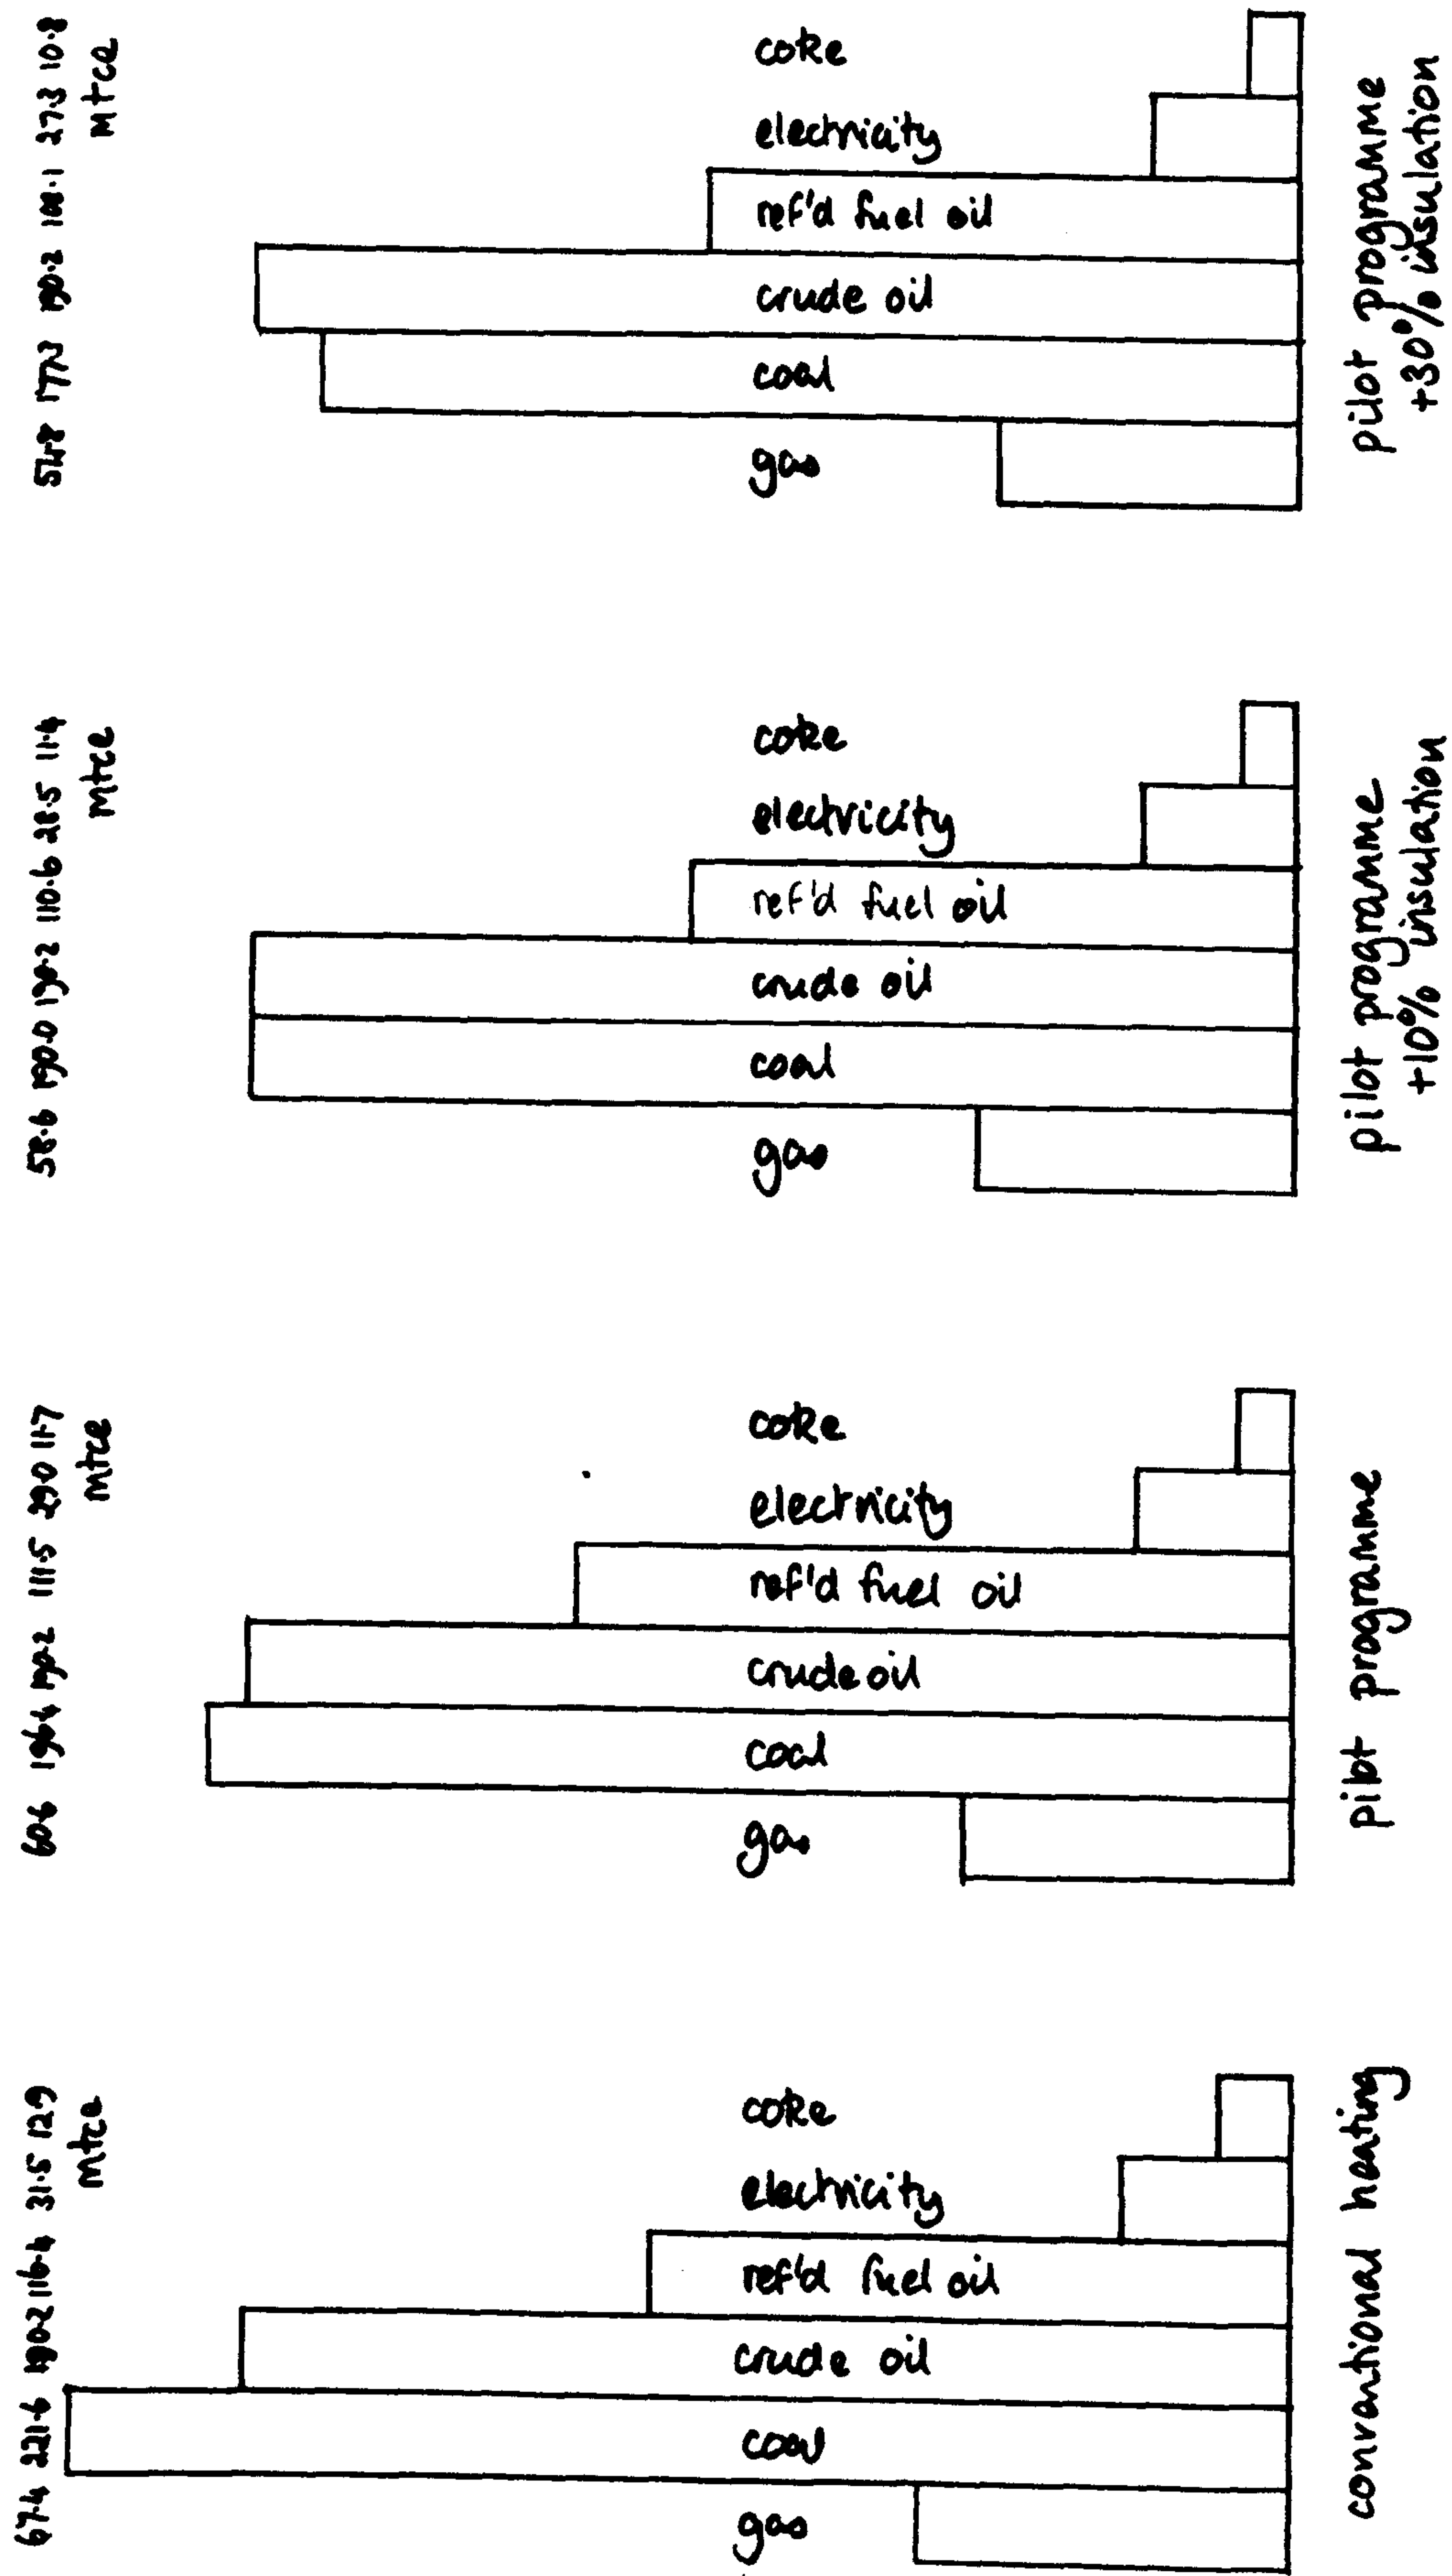 67.4 221.6 190.2 116.4 31.5 12.9
mtce
gas
coal
crude oil
ref'd fuel oil
electricity
coke
conventional heating
60.6 196.4 190.2 111.5 29.0 11.7
mtce
gas
coal
crude oil
ref'd fuel oil
electricity
coke
pilot programme
58.6 190.0 190.2 110.6 28.5 11.4
mtce
gas
coal
crude oil
ref'd fuel oil
electricity
coke
pilot programme
+10% insulation
54.8 177.3 190.2 108.1 27.3 10.8
mtce
gas
coal
crude oil
ref'd fuel oil
electricity
coke
pilot programme
+30% insulation